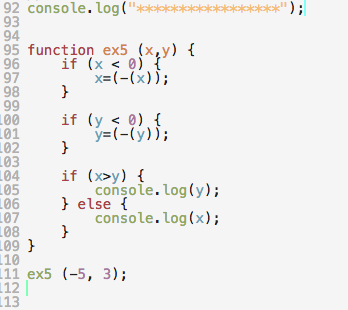 92 console.log("*****************");
93
94
95 function ex5 (x,y) {
96 if (x < 0) {
97 x=(-(x));
98 }
99
100 if (y < 0) {
101 y=(-(y));
102 }
103
104 if (x>y) {
105 console.log(y);
106 } else {
107 console.log(x);
108 }
109 }
110
111 ex5 (-5, 3);
112
113